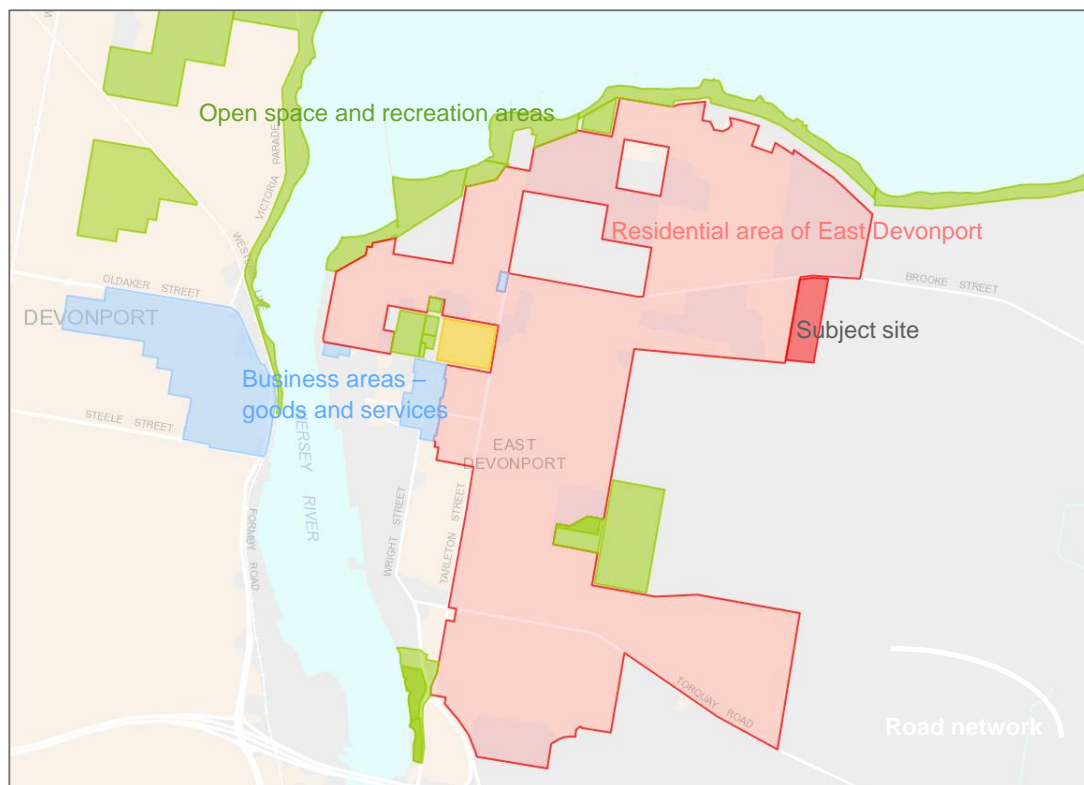 Open space and recreation areas
VICTORIA PARADE
Residential area of East Devonport
WESTERN LINE
OLDAKER STREET
BROOKE STREET
DEVONPORT
Subject site
Business areas –
goods and services
STEELE STREET
MERSEY RIVER
EAST
DEVONPORT
WRIGHT STREET
TARLETON STREET
FORMBY ROAD
TORQUAY ROAD
Road network